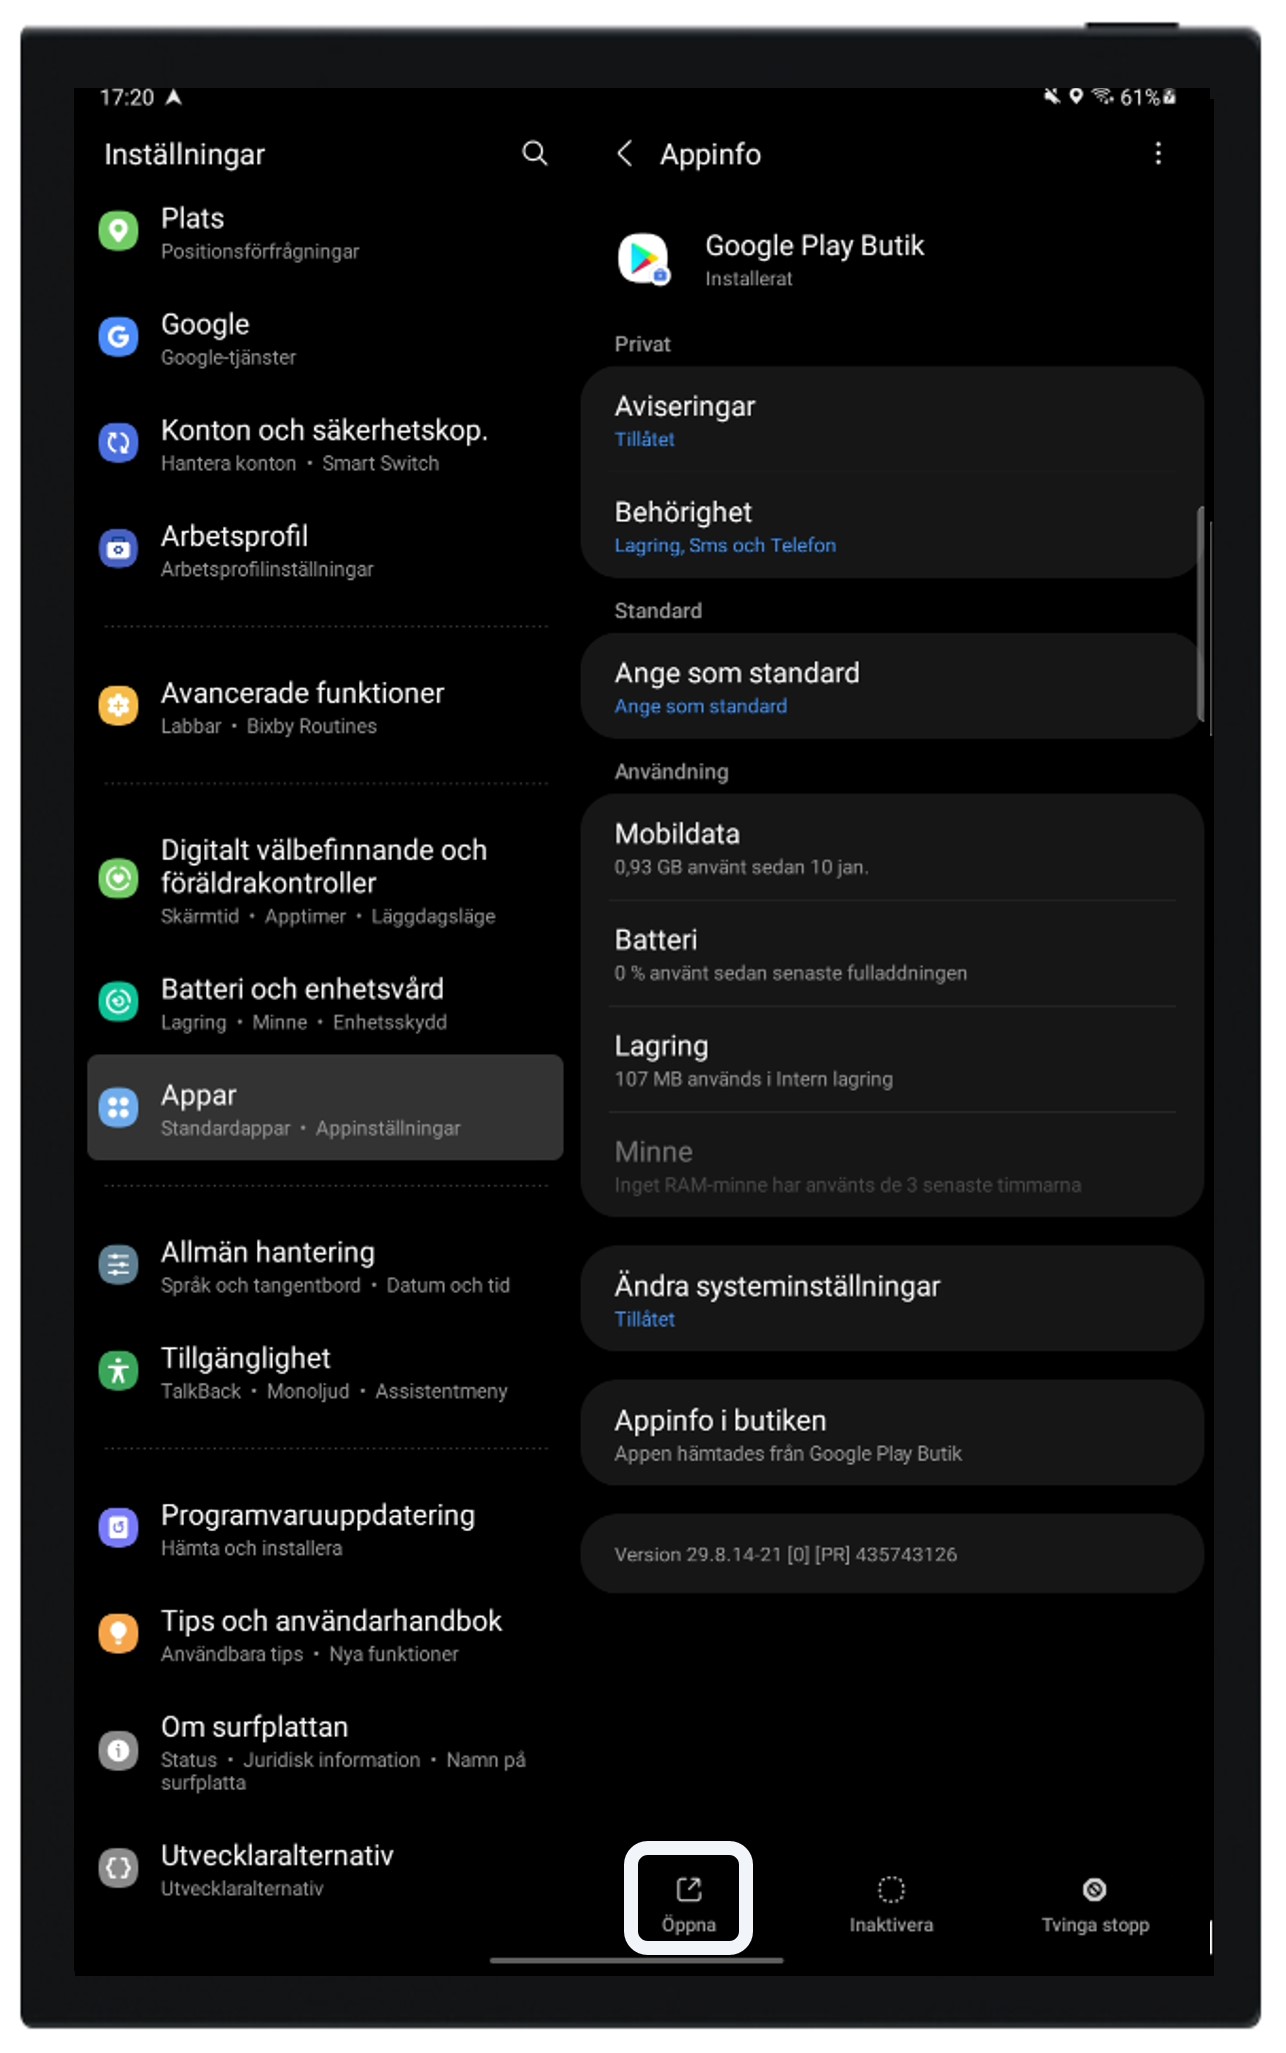 17:20
61%
Inställningar
Plats
Positionsförfrågningar
Google
Google-tjänster
Konton och säkerhetskop.
Hantera konton • Smart Switch
Arbetsprofil
Arbetsprofilinställningar
Avancerade funktioner
Labbar • Bixby Routines
Digitalt välbefinnande och
föräldrakontroller
Skärmtid • Apptimer • Läggdagsläge
Batteri och enhetsvård
Lagring • Minne • Enhetsskydd
Appar
Standardappar • Appinställningar
Allmän hantering
Språk och tangentbord • Datum och tid
Tillgänglighet
TalkBack • Monoljud • Assistentmeny
Programvaruuppdatering
Hämta och installera
Tips och användarhandbok
Användbara tips • Nya funktioner
Om surfplattan
Status • Juridisk information • Namn på
surfplatta
Utvecklaralternativ
Utvecklaralternativ
Appinfo
Google Play Butik
Installerat
Privat
Aviseringar
Tillåtet
Behörighet
Lagring, Sms och Telefon
Standard
Ange som standard
Ange som standard
Användning
Mobildata
0,93 GB använt sedan 10 jan.
Batteri
0 % använt sedan senaste fulladdningen
Lagring
107 MB används i Intern lagring
Minne
Inget RAM-minne har använts de 3 senaste timmarna
Ändra systeminställningar
Tillåtet
Appinfo i butiken
Appen hämtades från Google Play Butik
Version 29.8.14-21 [0] [PR] 435743126
Öppna
Inaktivera
Tvinga stopp